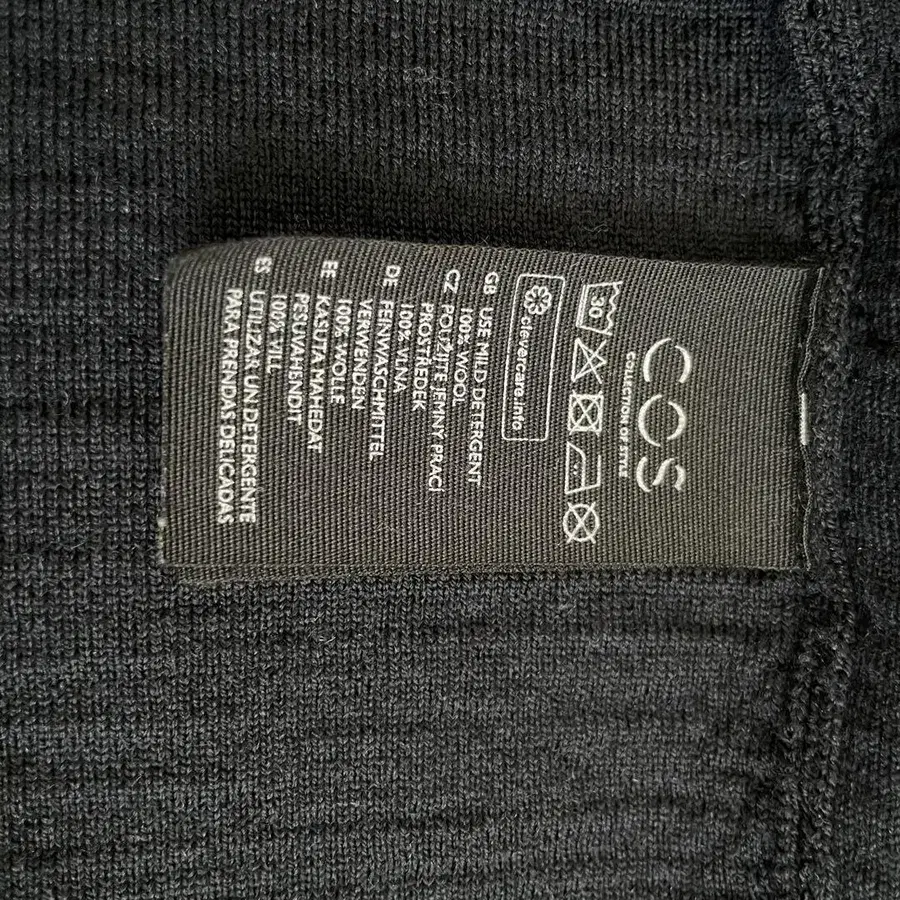 COS
COLLECTION OF STYLE
30
clevercare.info
GB USE MILD DETERGENT
100% WOOL
CZ POUŽIJTE JEMNÝ PRACÍ
PROSTŘEDEK
100% VLNA
DE FEINWASCHMITTEL
VERWENDEN
100% WOLLE
EE KASUTA MAHEDAT
PESUVAHENDIT
100% VILL
ES UTILIZAR UN DETERGENTE
PARA PRENDAS DELICADAS